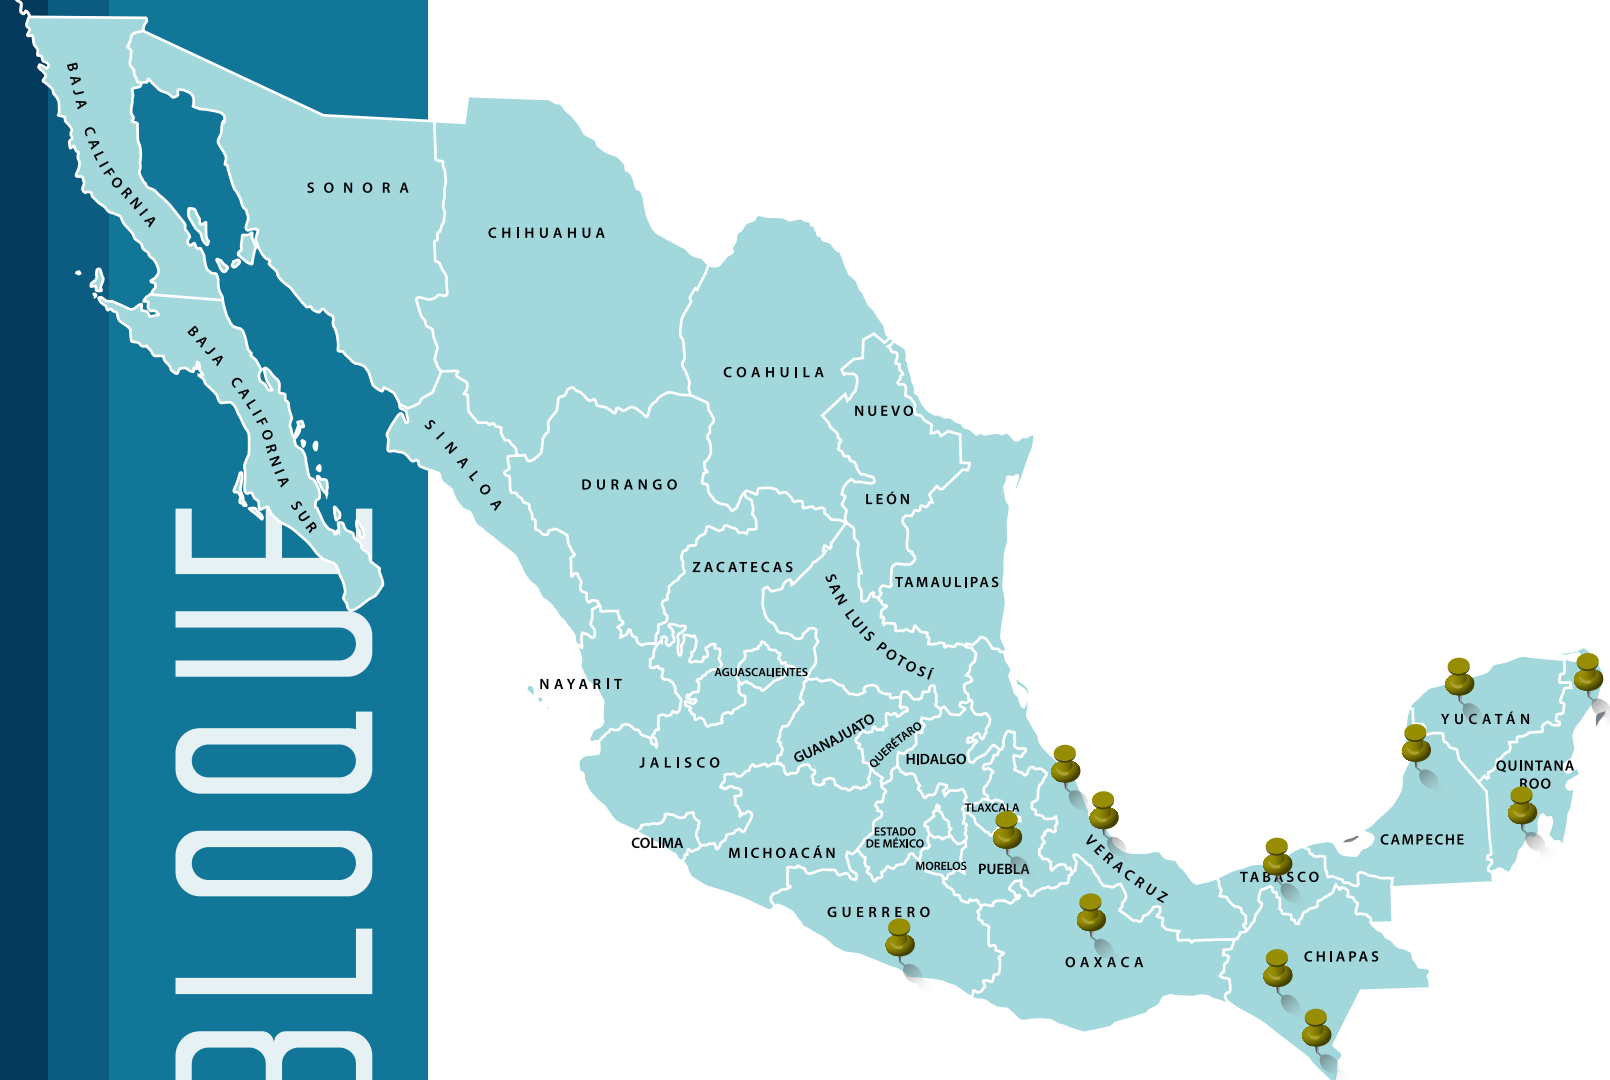 BAJA CALIFORNIA
SONORA
CHIHUAHUA
BAJA CALIFORNIA SUR
COAHUILA
NUEVO
LEÓN
SINALOA
DURANGO
ZACATECAS
TAMAULIPAS
SAN LUIS POTOSÍ
AGUASCALIENTES
NAYARIT
JALISCO
GUANAJUATO
QUERÉTARO
HIDALGO
TLAXCALA
COLIMA
MICHOACÁN
ESTADO
DE MÉXICO
MORELOS
PUEBLA
VERACRUZ
GUERRERO
OAXACA
TABASCO
CHIAPAS
CAMPECHE
YUCATÁN
QUINTANA
ROO
BLOQUE